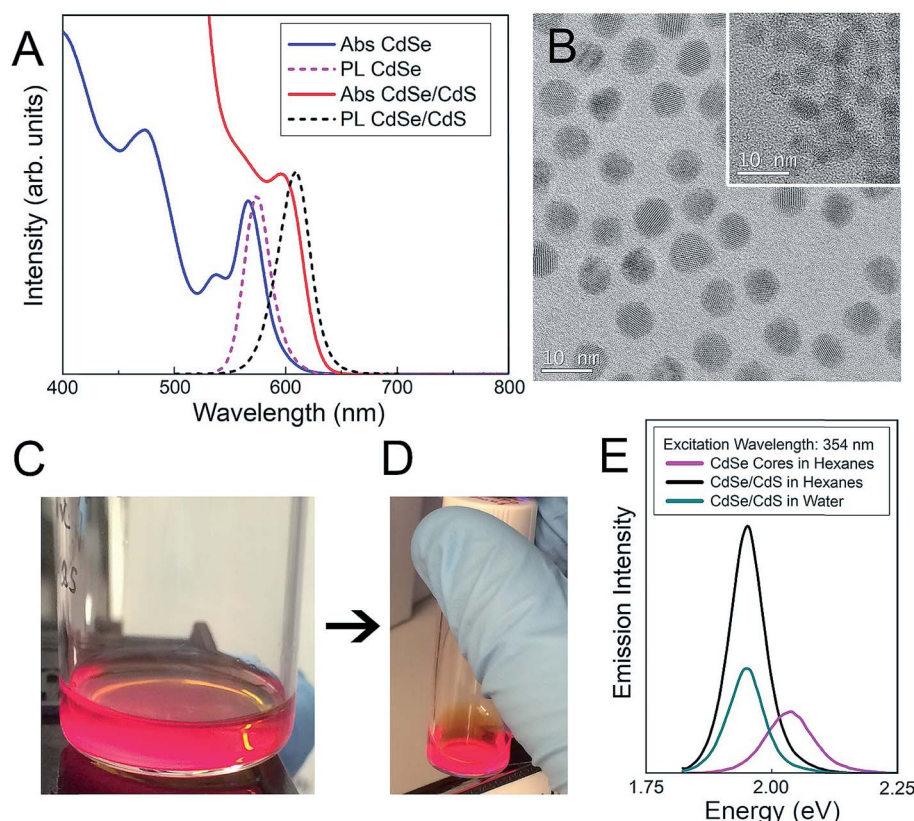 A
Abs CdSe
PL CdSe
Abs CdSe/CdS
PL CdSe/CdS
Intensity (arb. units)
400
500
600
700
800
Wavelength (nm)
B
10 nm
10 nm
C
D
E
Excitation Wavelength: 354 nm
CdSe Cores in Hexanes
CdSe/CdS in Hexanes
CdSe/CdS in Water
Emission Intensity
1.75
2.00
2.25
Energy (eV)